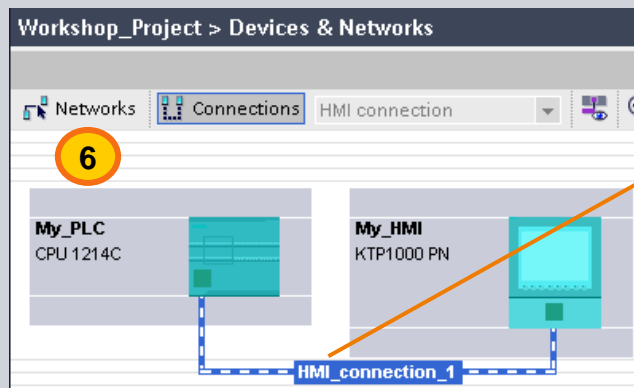 Workshop_Project > Devices & Networks
Networks Connections HMI connection
6
My_PLC
CPU 1214C
My_HMI
KTP1000 PN
HMI_connection_1